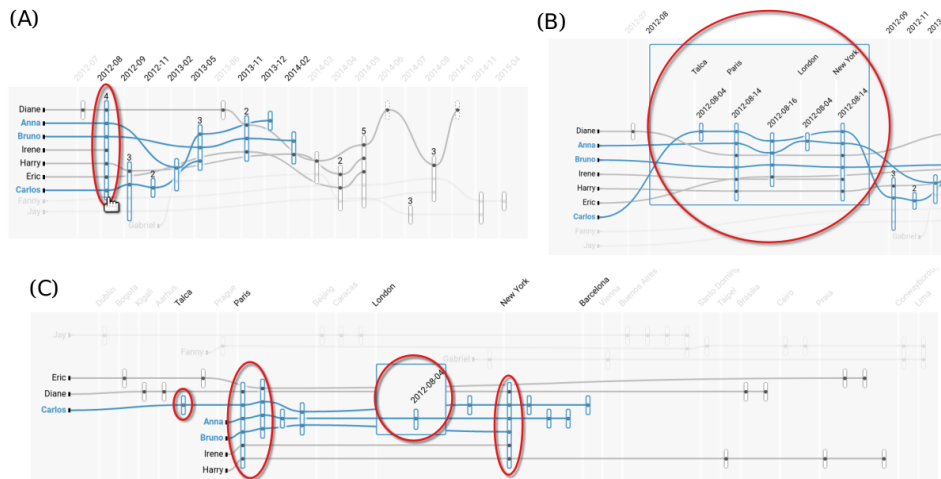 (A)
2012-07
2012-08
2012-09
2012-11
2013-02
2013-05
2013-06
2013-11
2013-12
2014-02
2014-03
2014-04
2014-05
2014-06
2014-07
2014-08
2014-10
2014-11
2015-03
2015-04
4
3
2
3
2
2
5
3
3
Diane
Anna
Bruno
Irene
Harry
Eric
Carlos
Fanny
Jay
Gabriel
(B)
2012-07
2012-08
2012-09
2012-11
Talca
Paris
London
New York
2012-08-04
2012-08-14
2012-08-16
2012-08-04
2012-08-14
Diane
Anna
Bruno
Irene
Harry
Eric
Carlos
Fanny
Jay
Gabriel
3
2
(C)
Dublin
Bogota
Kigali
Aarhus
Talca
Prague
Paris
Beijing
Caracas
London
New York
Barcelona
Vienna
Buenos Aires
Taipei
Brasilia
Cairo
Praia
Lima
Jay
Fanny
Gabriel
Eric
Diane
Carlos
Anna
Bruno
Irene
Harry
2012-08-04